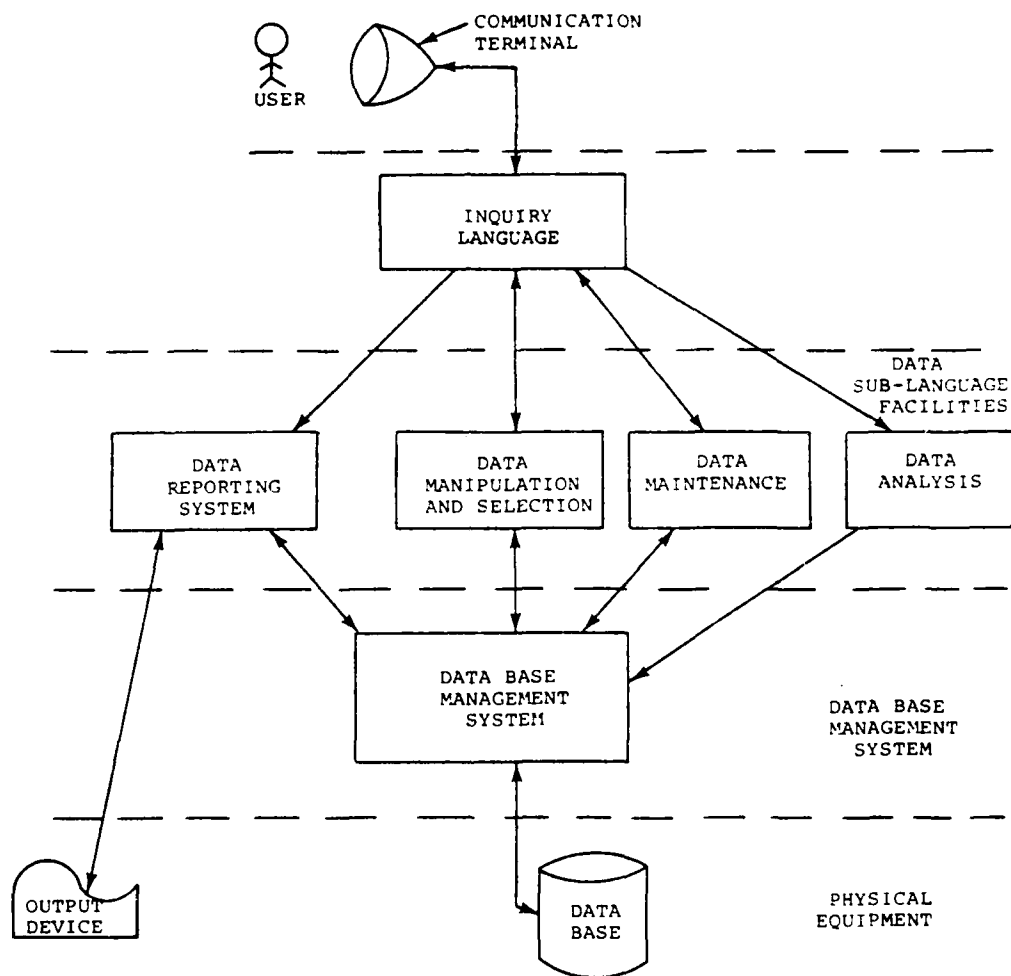 COMMUNICATION
TERMINAL
USER
INQUIRY
LANGUAGE
DATA
SUB-LANGUAGE
FACILITIES
DATA
REPORTING
SYSTEM
DATA
MANIPULATION
AND SELECTION
DATA
MAINTENANCE
DATA
ANALYSIS
DATA BASE
MANAGEMENT
SYSTEM
DATA BASE
MANAGEMENT
SYSTEM
OUTPUT
DEVICE
DATA
BASE
PHYSICAL
EQUIPMENT